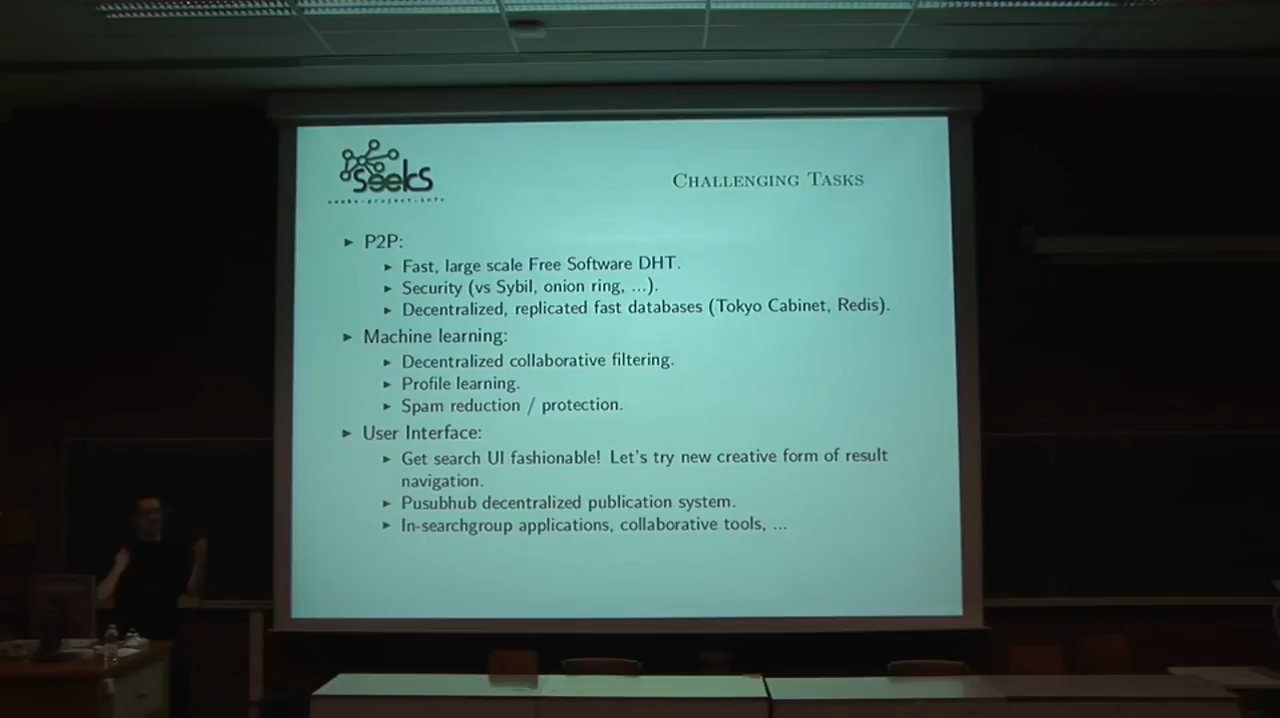 seeks
seeks-project.info
Challenging Tasks
P2P:
Fast, large scale Free Software DHT.
Security (vs Sybil, onion ring, ...).
Decentralized, replicated fast databases (Tokyo Cabinet, Redis).
Machine learning:
Decentralized collaborative filtering.
Profile learning.
Spam reduction / protection.
User Interface:
Get search UI fashionable! Let's try new creative form of result
navigation.
Pusubhub decentralized publication system.
In-searchgroup applications, collaborative tools, ...